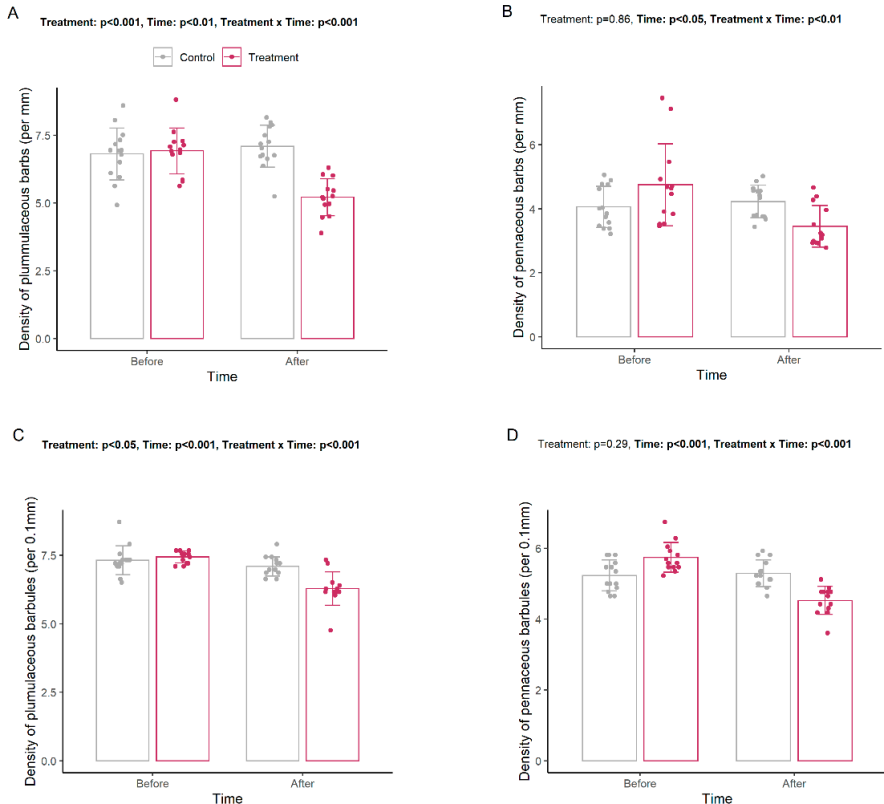 A
Treatment: p<0.001, Time: p<0.01, Treatment x Time: p<0.001
Control
Treatment
Density of plummulaceous barbs (per mm)
7.5
5.0
2.5
0.0
Before
After
Time
B
Treatment: p=0.86, Time: p<0.05, Treatment x Time: p<0.01
Density of pennaceous barbs (per mm)
6
4
2
0
Before
After
Time
C
Treatment: p<0.05, Time: p<0.001, Treatment x Time: p<0.001
Density of plumulaceous barbules (per 0.1mm)
7.5
5.0
2.5
0.0
Before
After
Time
D
Treatment: p=0.29, Time: p<0.001, Treatment x Time: p<0.001
Density of pennaceous barbules (per 0.1mm)
6
4
2
0
Before
After
Time